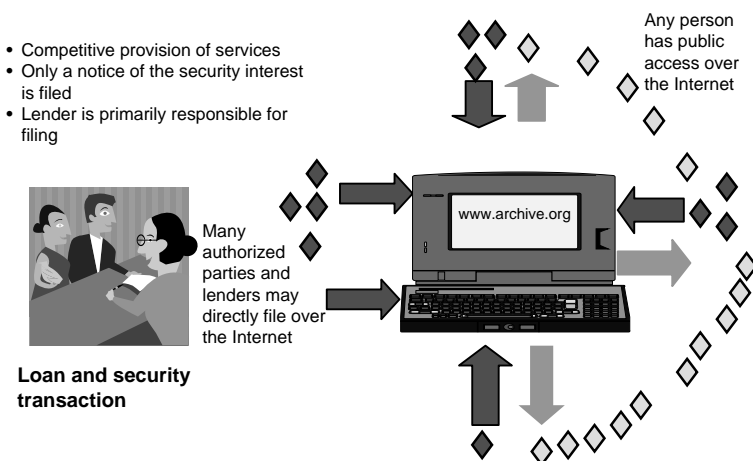 • Competitive provision of services
• Only a notice of the security interest
is filed
• Lender is primarily responsible for
filing
Any person
has public
access over
the Internet
www.archive.org
Many
authorized
parties and
lenders may
directly file over
the Internet
Loan and security
transaction